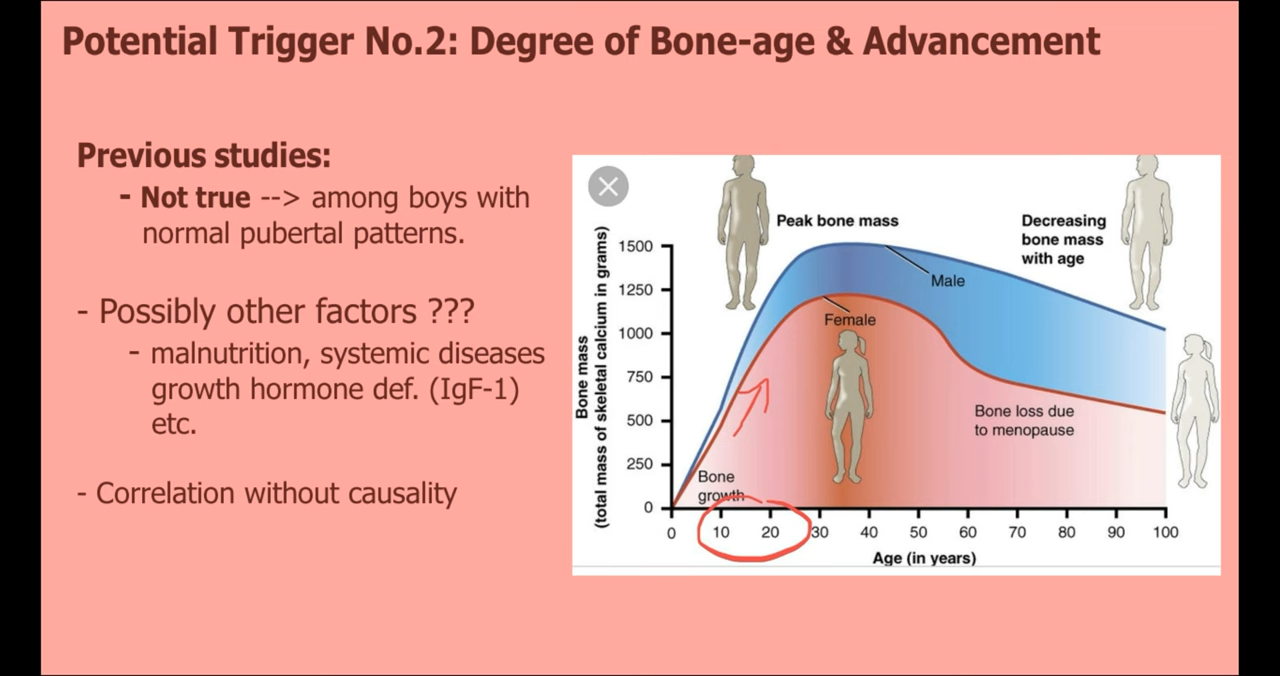 Potential Trigger No.2: Degree of Bone-age & Advancement
Previous studies:
- Not true --> among boys with
normal pubertal patterns.
- Possibly other factors ???
- malnutrition, systemic diseases
growth hormone def. (IgF-1)
etc.
- Correlation without causality
Peak bone mass
Decreasing
bone mass
with age
Male
Female
Bone loss due
to menopause
Bone
growth
Bone mass
(total mass of skeletal calcium in grams)
1500
1250
1000
750
500
250
0
0 10 20 30 40 50 60 70 80 90 100
Age (in years)